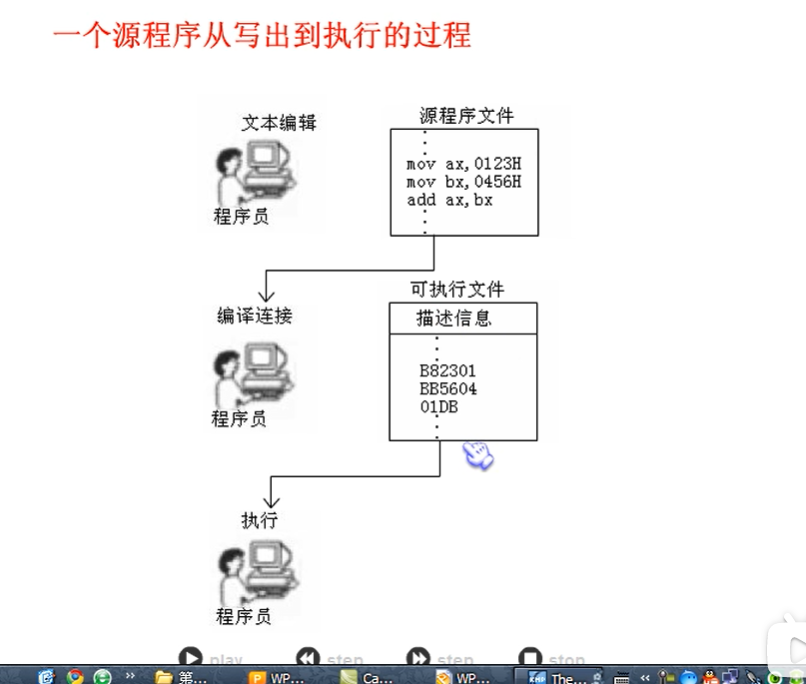 一个源程序从写出到执行的过程
文本编辑
程序员
源程序文件
mov ax,0123H
mov bx,0456H
add ax,bx
编译连接
程序员
可执行文件
描述信息
B82301
BB5604
01DB
执行
程序员
play
step
step
stop
第...
WP...
Ca...
WP...
The...